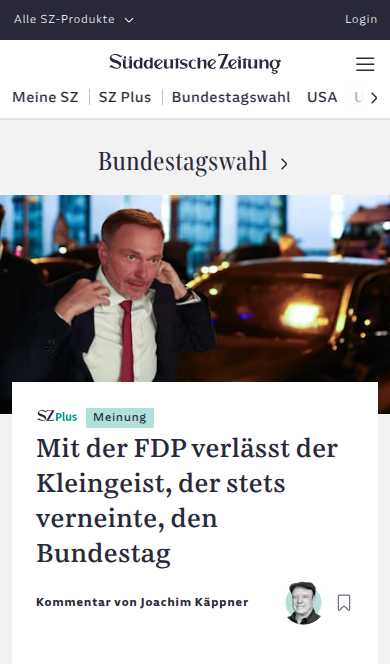 Alle SZ-Produkte
Login
Süddeutsche Zeitung
Meine SZ
SZ Plus
Bundestagswahl
USA
Bundestagswahl
SZ Plus
Meinung
Mit der FDP verlässt der
Kleingeist, der stets
verneinte, den
Bundestag
Kommentar von Joachim Käppner